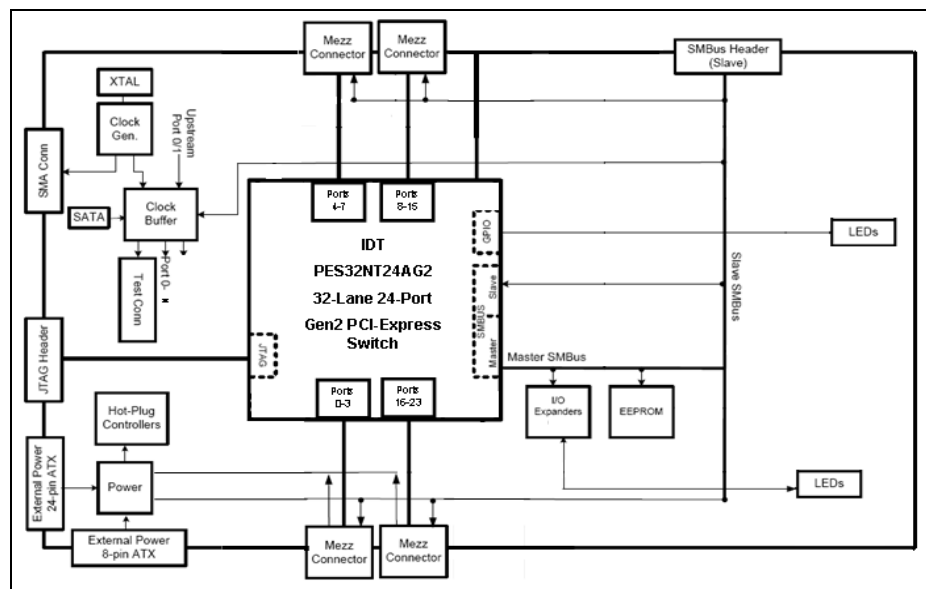 Mezz
Connector
Mezz
Connector
SMBus Header
(Slave)
XTAL
Clock
Gen.
Upstream
Port 0/1
SMA Conn
SATA
Clock
Buffer
Port 0-
Test Conn
Ports
4-7
Ports
8-15
GPIO
LEDs
IDT
PES32NT24AG2
32-Lane 24-Port
Gen2 PCI-Express
Switch
Slave
SMBUS
Master
Slave SMBus
JTAG
JTAG Header
Master SMBus
Ports
0-3
Ports
16-23
I/O
Expanders
EEPROM
Hot-Plug
Controllers
External Power
24-pin ATX
Power
LEDs
External Power
8-pin ATX
Mezz
Connector
Mezz
Connector